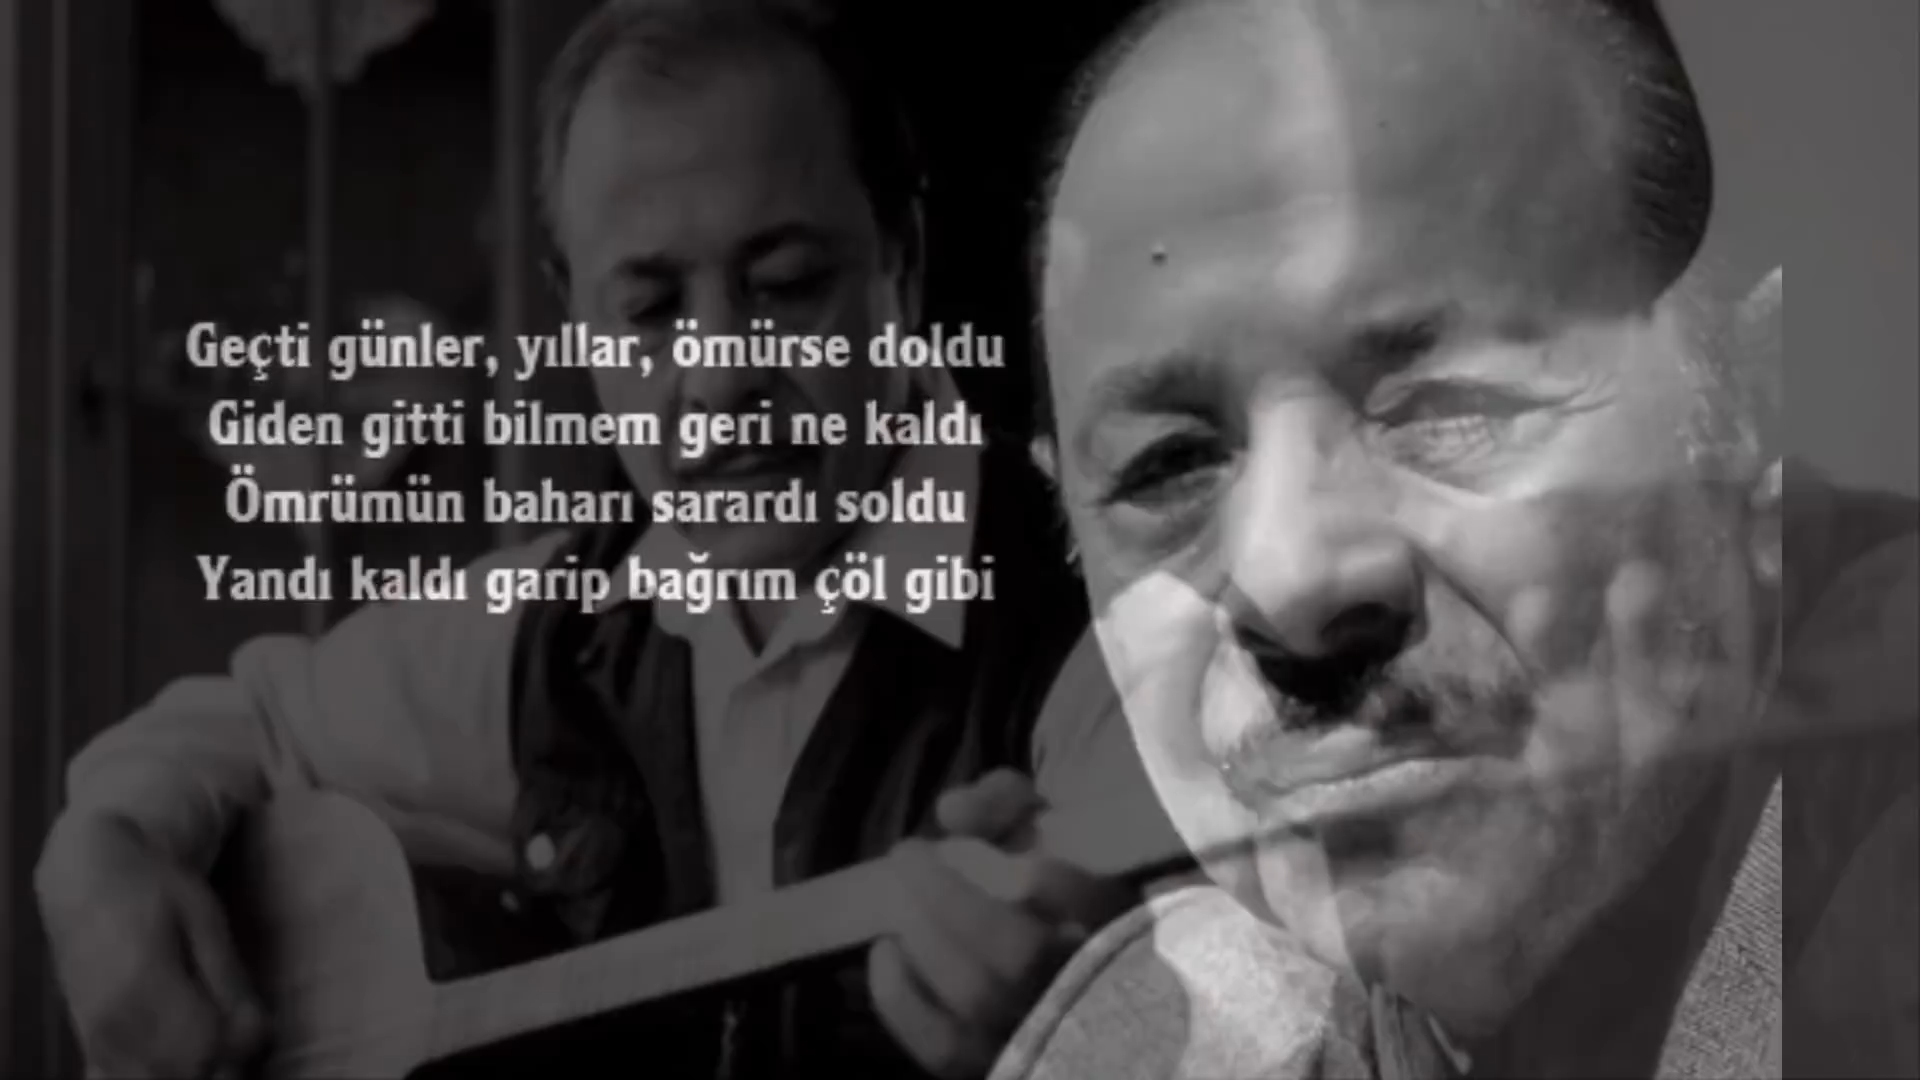 Geçti günler, yıllar, ömürse doldu
Giden gitti bilmem geri ne kaldı
Ömrümün baharı sarardı soldu
Yandı kaldı garip bağrım çöl gibi